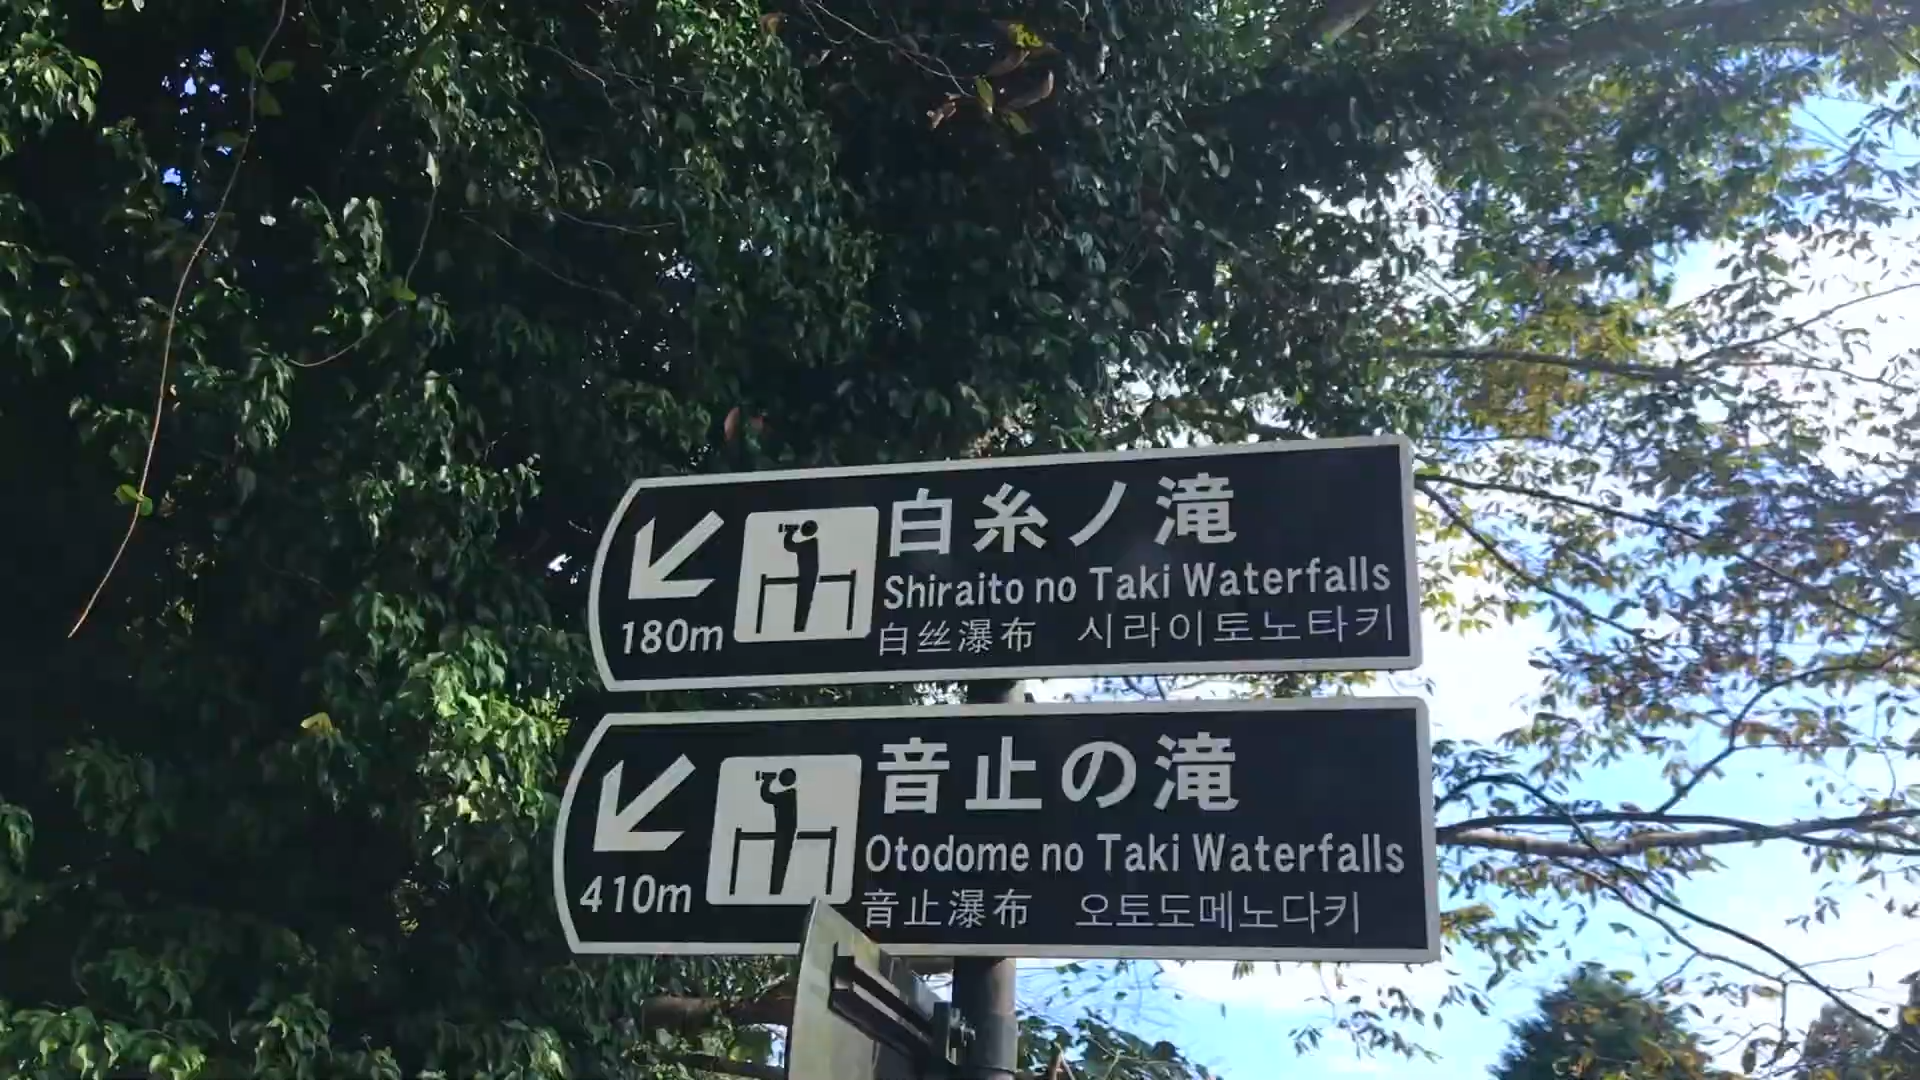 白糸ノ滝
Shiraito no Taki Waterfalls
180m
白丝瀑布 시라이토노타키
音止の滝
Otodome no Taki Waterfalls
410m
音止瀑布 오토도메노다키